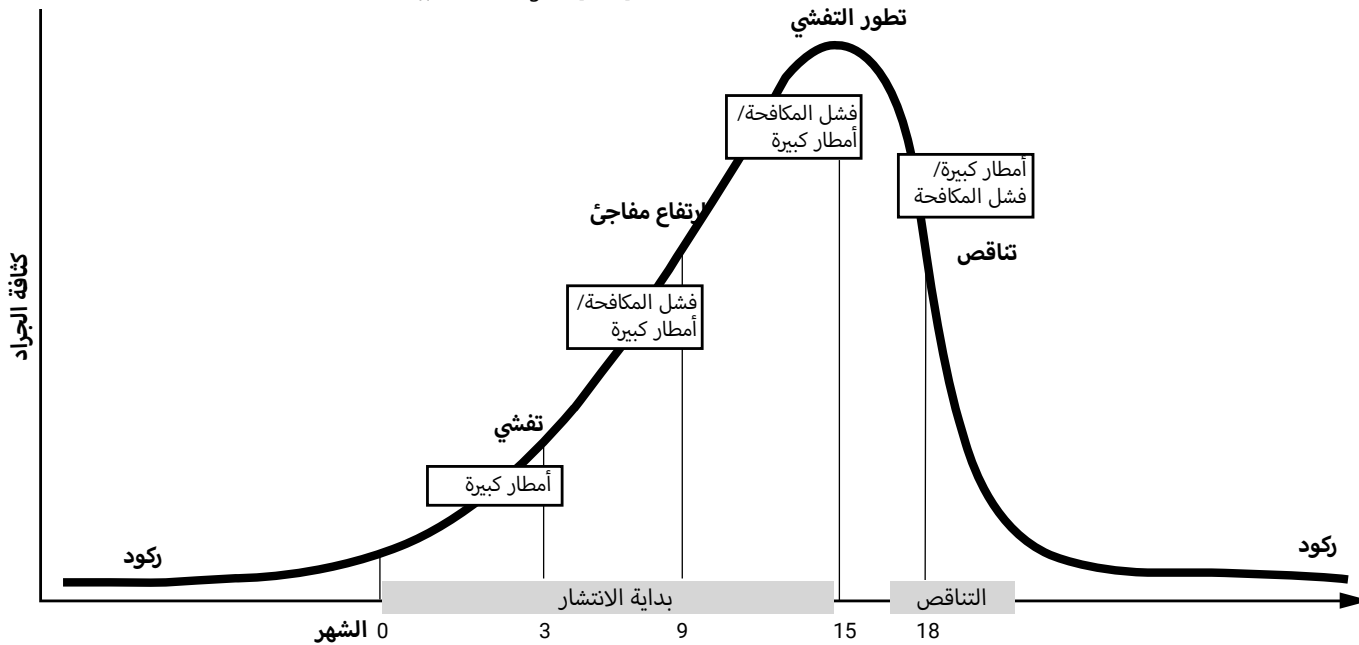 تطور التفشي
فشل المكافحة/
أمطار كبيرة
أمطار كبيرة/
فشل المكافحة
ارتفاع مفاجئ
تناقص
كثافة الجراد
فشل المكافحة/
أمطار كبيرة
تفشي
أمطار كبيرة
ركود
ركود
بداية الانتشار
التناقص
الشهر 0 3 9 15 18